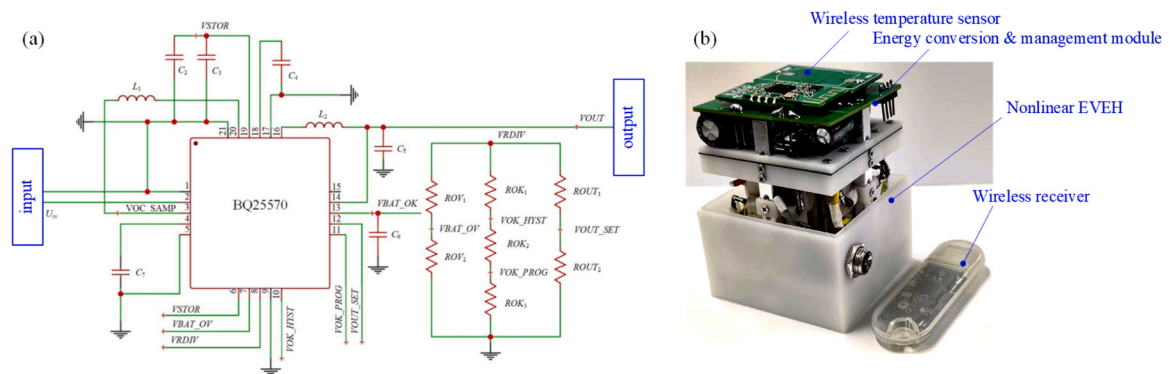 (a)
VSTOR
C₂
C₃
C₄
L₁
21
20
19
18
17
16
L₂
VOUT
output
C₅
VRDIV
input
Uᵢₙ
1
2
3
4
5
VOC_SAMP
BQ25570
15
14
13
12
11
VBAT_OK
C₆
C₇
6
7
8
9
10
VSTOR
VBAT_OV
VRDIV
VOK_HYST
VOK_PROG
VOUT_SET
ROV₁
VBAT_OV
ROV₂
ROK₁
VOK_HYST
ROK₂
VOK_PROG
ROK₃
ROUT₁
VOUT_SET
ROUT₂
(b)
Wireless temperature sensor
Energy conversion & management module
Nonlinear EVEH
Wireless receiver